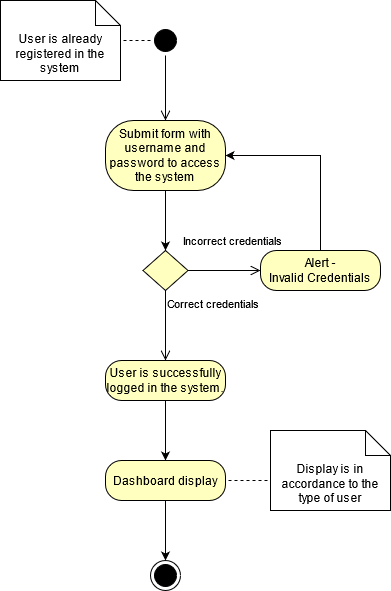 User is already
registered in the
system
Submit form with
username and
password to access
the system
Incorrect credentials
Alert -
Invalid Credentials
Correct credentials
User is successfully
logged in the system.
Dashboard display
Display is in
accordance to the
type of user